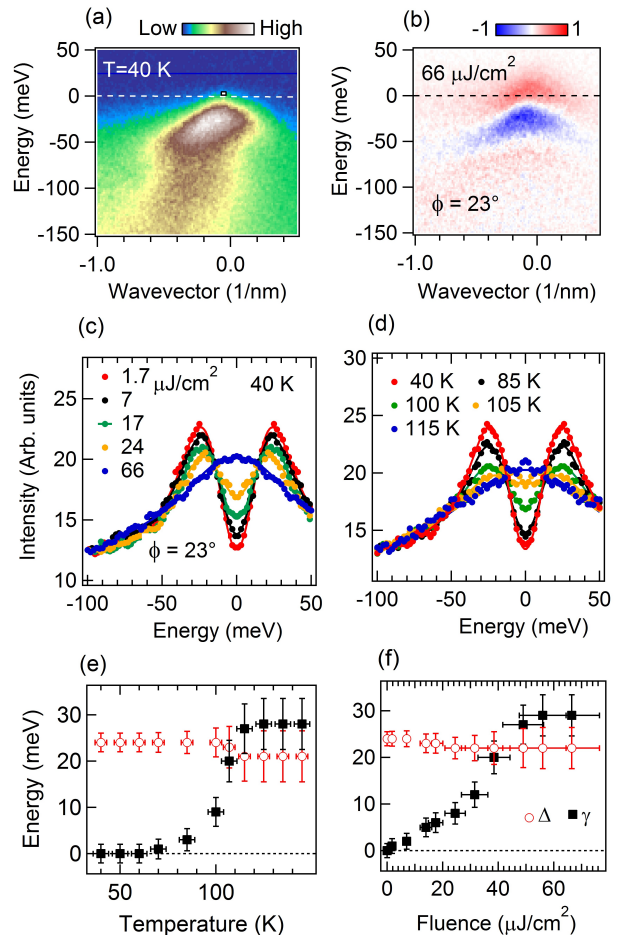 (a)
Low High
T=40 K
50
0
-50
-100
-150
Energy (meV)
-1.0 0.0
Wavevector (1/nm)
(b)
-1 1
66 μJ/cm²
50
0
-50
-100
-150
Energy (meV)
ϕ = 23°
-1.0 0.0
Wavevector (1/nm)
(c)
1.7 μJ/cm²
7
17
24
66
40 K
25
20
15
10
Intensity (Arb. units)
ϕ = 23°
-100 -50 0 50
Energy (meV)
(d)
40 K 85 K
100 K 105 K
115 K
30
25
20
15
-100 -50 0 50
Energy (meV)
(e)
30
20
10
0
Energy (meV)
50 100
Temperature (K)
(f)
30
20
10
0
Δ γ
0 20 40 60
Fluence (μJ/cm²)